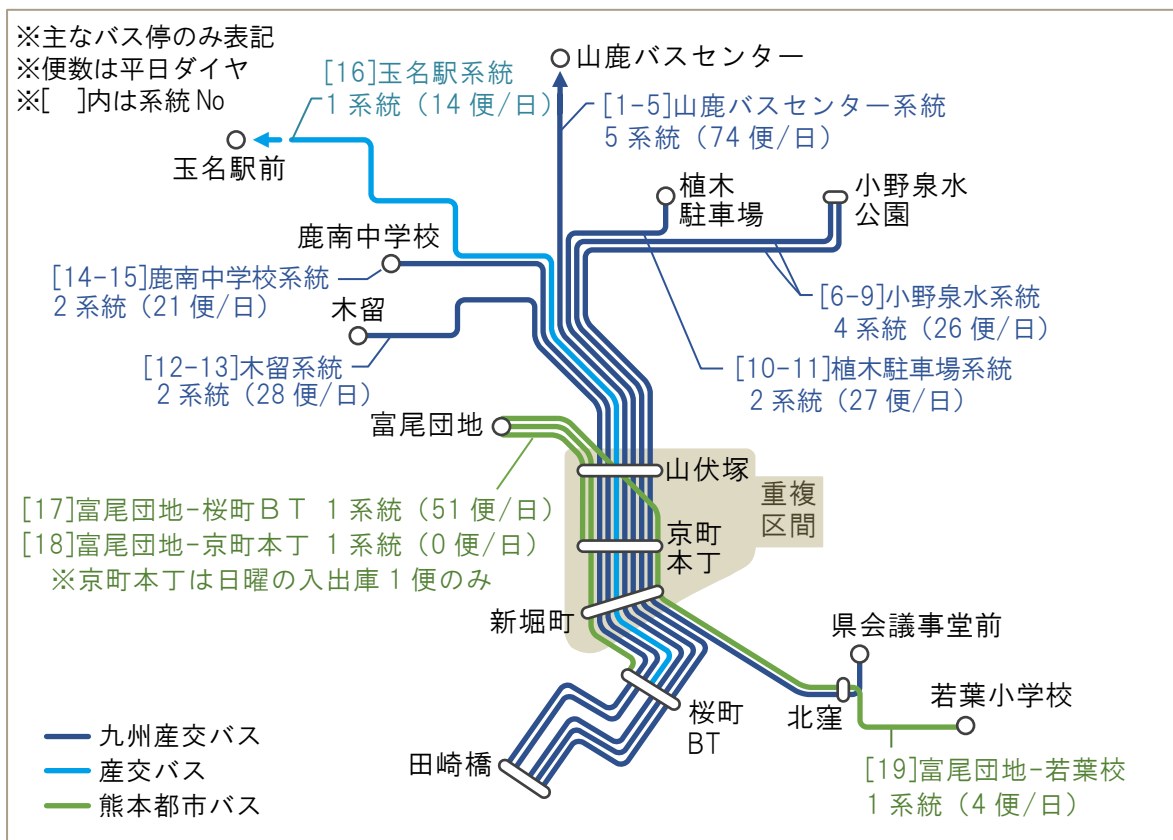 ※主なバス停のみ表記
※便数は平日ダイヤ
※[　]内は系統No
[16]玉名駅系統
1系統（14便/日）
山鹿バスセンター
[1-5]山鹿バスセンター系統
5系統（74便/日）
玉名駅前
植木
駐車場
小野泉水
公園
鹿南中学校
[14-15]鹿南中学校系統
2系統（21便/日）
[6-9]小野泉水系統
4系統（26便/日）
木留
[12-13]木留系統
2系統（28便/日）
[10-11]植木駐車場系統
2系統（27便/日）
富尾団地
山伏塚
重複
区間
[17]富尾団地-桜町ＢＴ 1系統（51便/日）
[18]富尾団地-京町本丁 1系統（0便/日）
※京町本丁は日曜の入出庫1便のみ
京町
本丁
新堀町
県会議事堂前
北窪
若葉小学校
桜町
BT
田崎橋
[19]富尾団地-若葉校
1系統（4便/日）
九州産交バス
産交バス
熊本都市バス